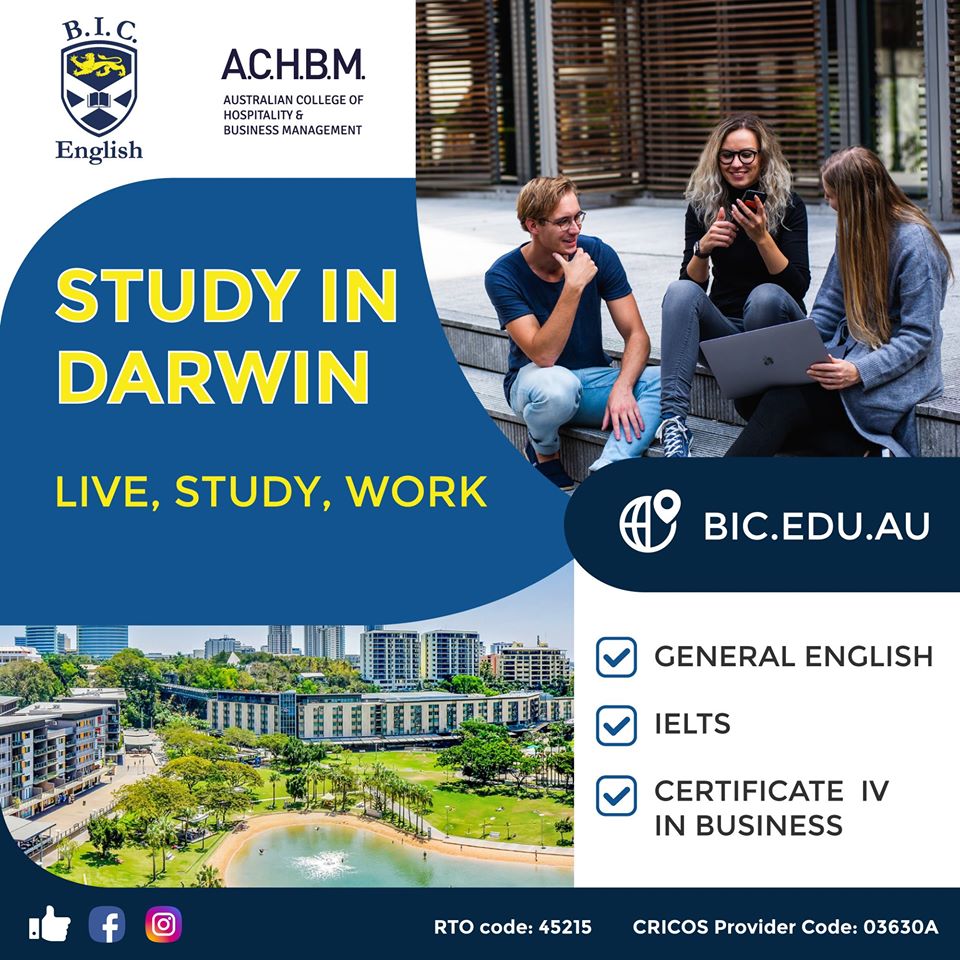 B.I.C.
English
A.C.H.B.M.
AUSTRALIAN COLLEGE OF
HOSPITALITY &
BUSINESS MANAGEMENT
STUDY IN
DARWIN
LIVE, STUDY, WORK
BIC.EDU.AU
GENERAL ENGLISH
IELTS
CERTIFICATE IV
IN BUSINESS
RTO code: 45215
CRICOS Provider Code: 03630A